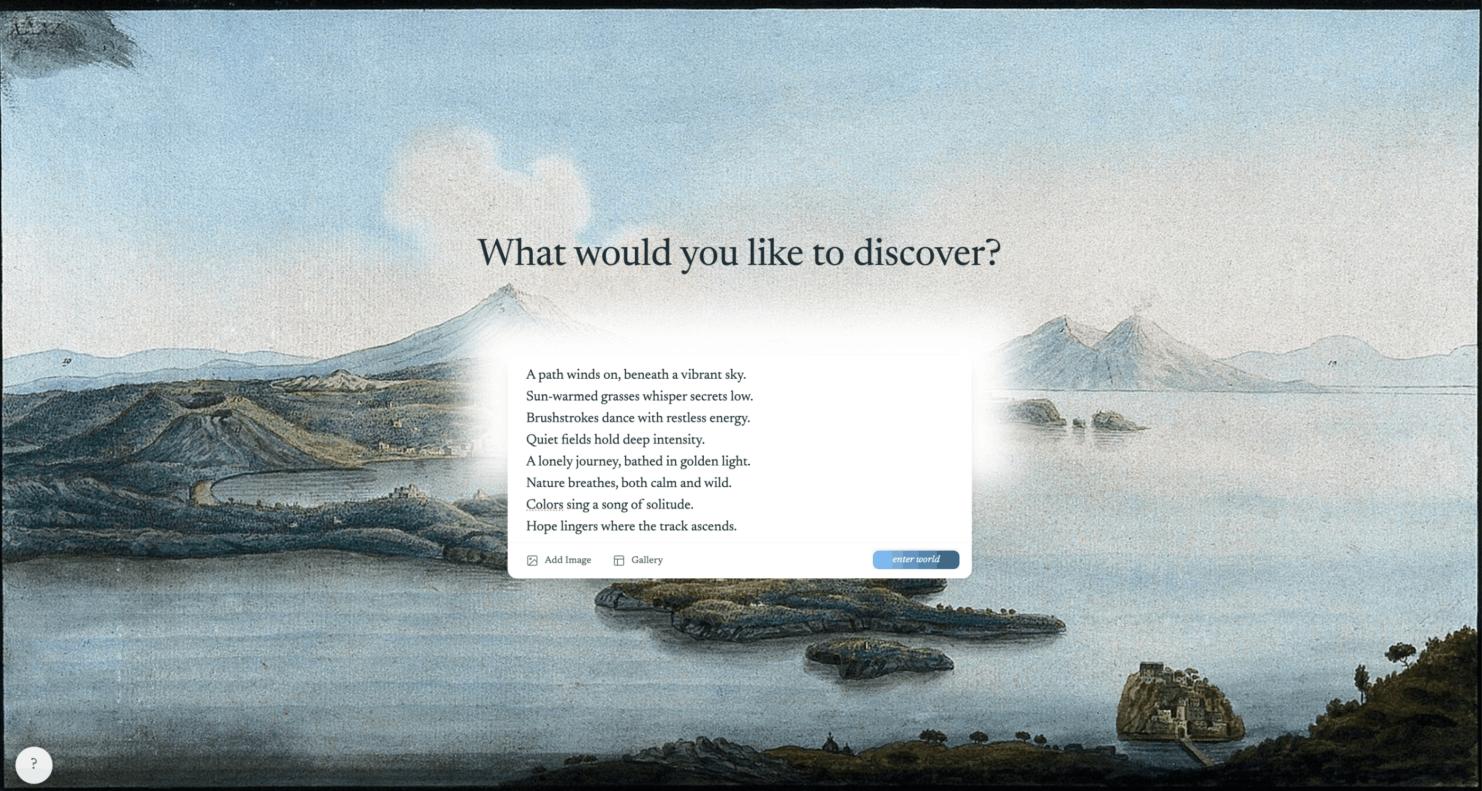 What would you like to discover?
10
19
A path winds on, beneath a vibrant sky.
Sun-warmed grasses whisper secrets low.
Brushstrokes dance with restless energy.
Quiet fields hold deep intensity.
A lonely journey, bathed in golden light.
Nature breathes, both calm and wild.
Colors sing a song of solitude.
Hope lingers where the track ascends.
Add Image
Gallery
enter world
?